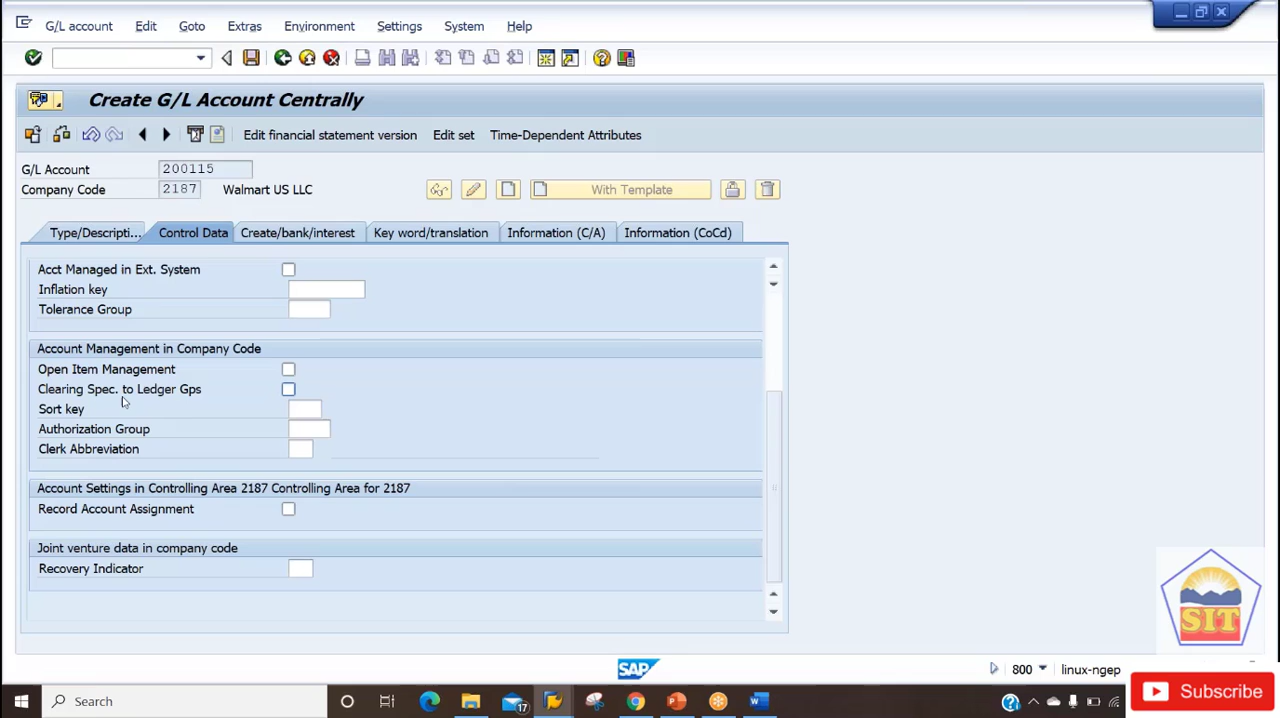 G/L account Edit Goto Extras Environment Settings System Help
Create G/L Account Centrally
Edit financial statement version Edit set Time-Dependent Attributes
G/L Account 200115
Company Code 2187 Walmart US LLC With Template
Type/Descripti... Control Data Create/bank/interest Key word/translation Information (C/A) Information (CoCd)
Acct Managed in Ext. System
Inflation key
Tolerance Group
Account Management in Company Code
Open Item Management
Clearing Spec. to Ledger Gps
Sort key
Authorization Group
Clerk Abbreviation
Account Settings in Controlling Area 2187 Controlling Area for 2187
Record Account Assignment
Joint venture data in company code
Recovery Indicator
SIT
SAP 800 linux-ngep
Search 17 Subscribe